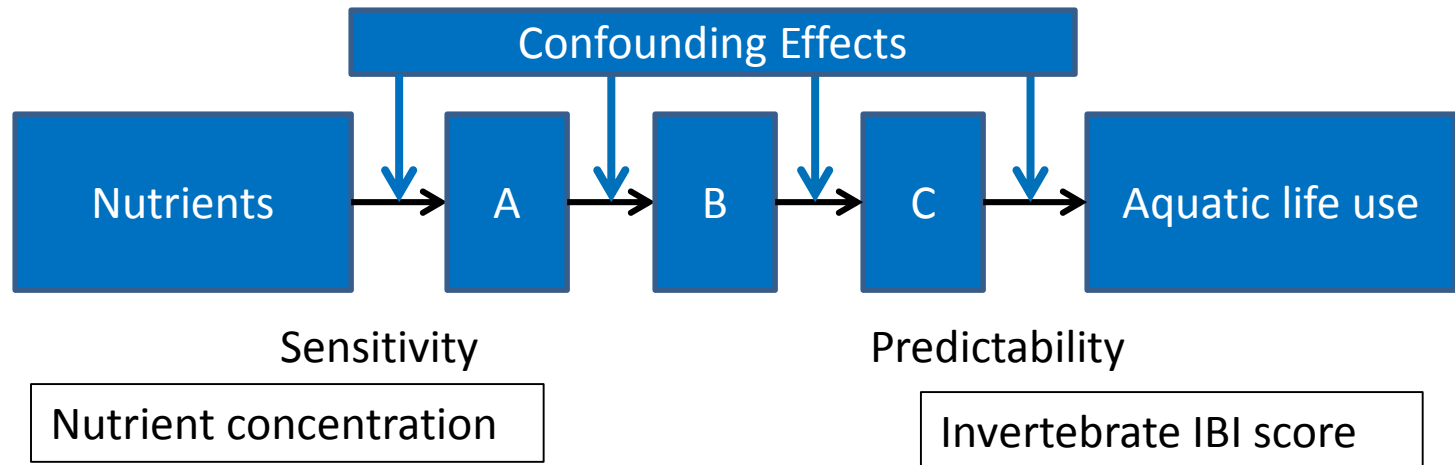 Confounding Effects
Nutrients
A
B
C
Aquatic life use
Sensitivity
Predictability
Nutrient concentration
Invertebrate IBI score